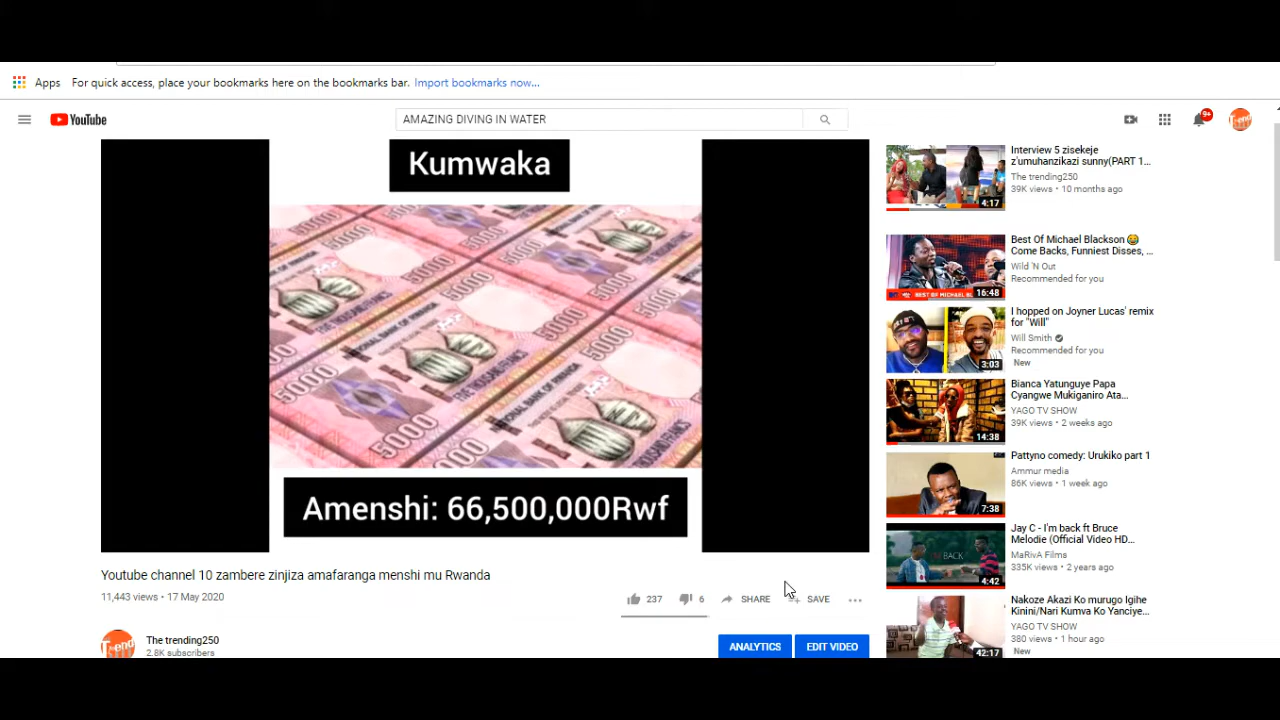 Apps For quick access, place your bookmarks here on the bookmarks bar. Import bookmarks now...
YouTube
AMAZING DIVING IN WATER
9+
Kumwaka
5000
5000
5000
5000
5000
5000
Amenshi: 66,500,000Rwf
Youtube channel 10 zambere zinjiza amafaranga menshi mu Rwanda
11,443 views • 17 May 2020
237
6
SHARE
SAVE
The trending250
2.8K subscribers
ANALYTICS
EDIT VIDEO
Interview 5 zisekeje
z'umuhanzikazi sunny(PART 1...
The trending250
39K views • 10 months ago
4:17
Best Of Michael Blackson 😂
Come Backs, Funniest Disses, ...
Wild 'N Out
Recommended for you
16:48
I hopped on Joyner Lucas' remix
for "Will"
Will Smith
Recommended for you
New
3:03
Bianca Yatunguye Papa
Cyangwe Mukiganiro Ata...
YAGO TV SHOW
39K views • 2 weeks ago
14:38
Pattyno comedy: Urukiko part 1
Ammur media
86K views • 1 week ago
7:38
Jay C - I'm back ft Bruce
Melodie (Official Video HD...
MaRivA Films
335K views • 2 years ago
4:42
Nakoze Akazi Ko murugo Igihe
Kinini/Nari Kumva Ko Yanciye...
YAGO TV SHOW
380 views • 1 hour ago
New
42:17